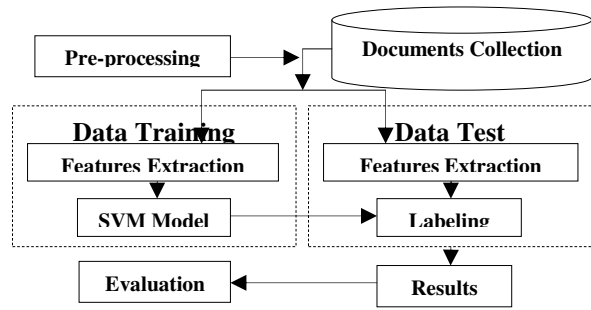 Documents Collection
Pre-processing
Data Training
Data Test
Features Extraction
Features Extraction
SVM Model
Labeling
Evaluation
Results